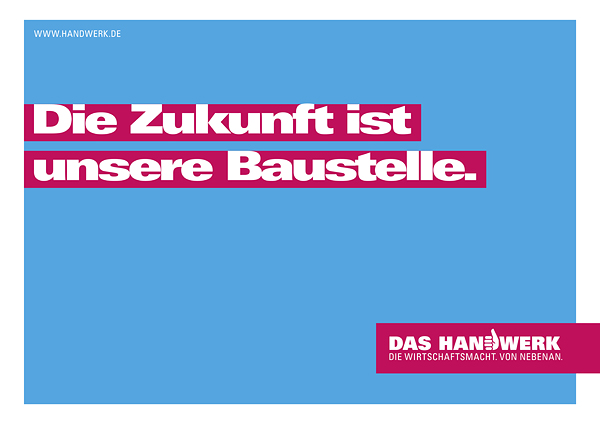 WWW.HANDWERK.DE
Die Zukunft ist
unsere Baustelle.
DAS HANDWERK
DIE WIRTSCHAFTSMACHT. VON NEBENAN.